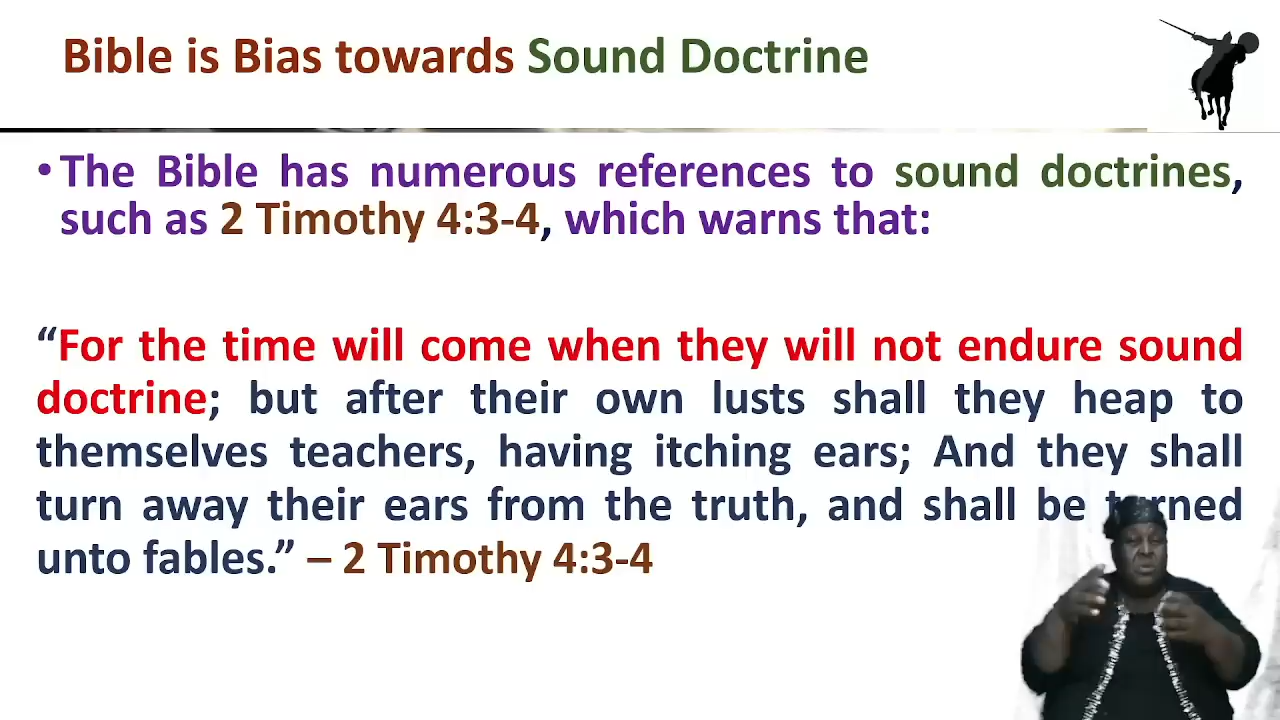 Bible is Bias towards Sound Doctrine
• The Bible has numerous references to sound doctrines,
such as 2 Timothy 4:3-4, which warns that:
“For the time will come when they will not endure sound
doctrine; but after their own lusts shall they heap to
themselves teachers, having itching ears; And they shall
turn away their ears from the truth, and shall be turned
unto fables.” – 2 Timothy 4:3-4